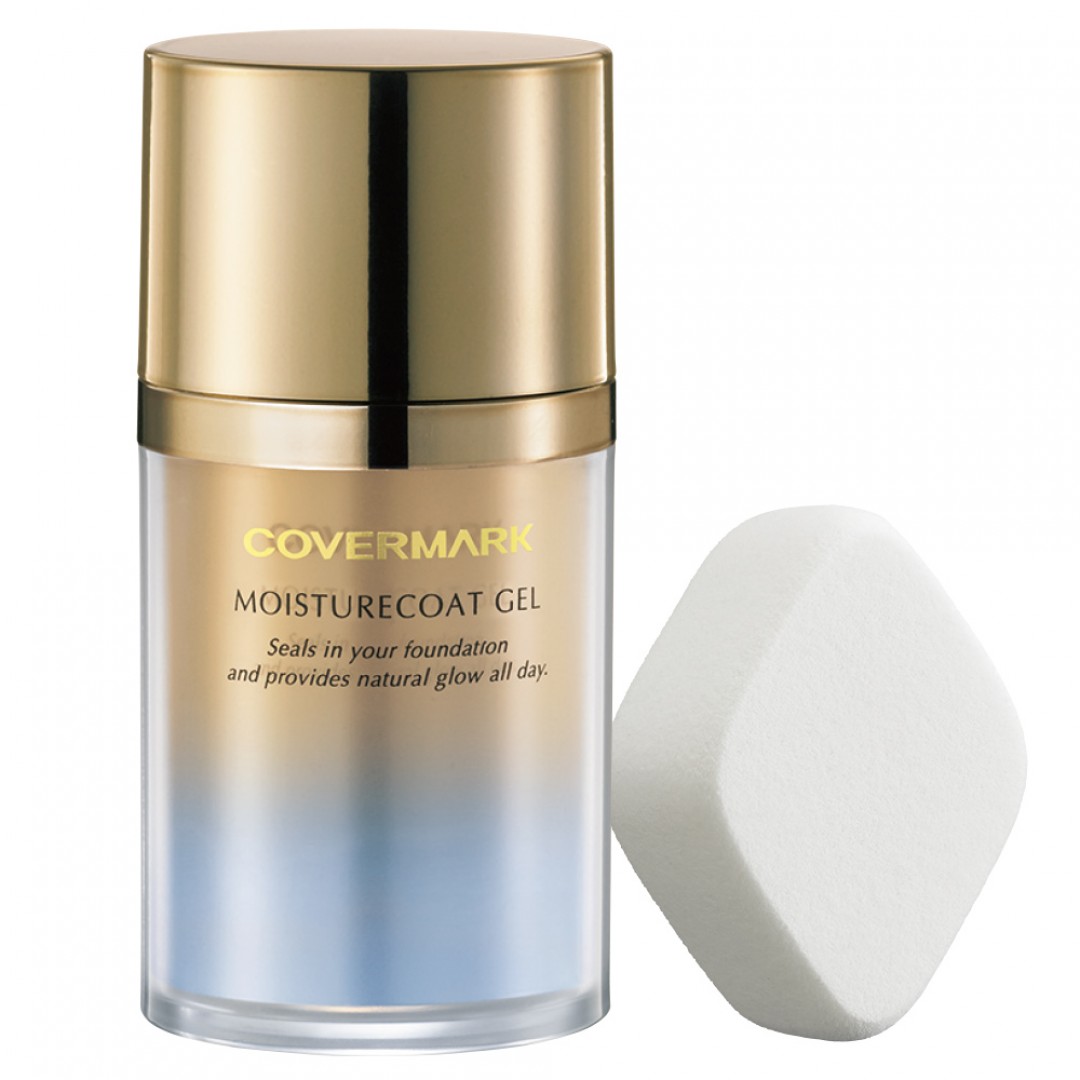 COVERMARK
MOISTURECOAT GEL
Seals in your foundation
and provides natural glow all day.